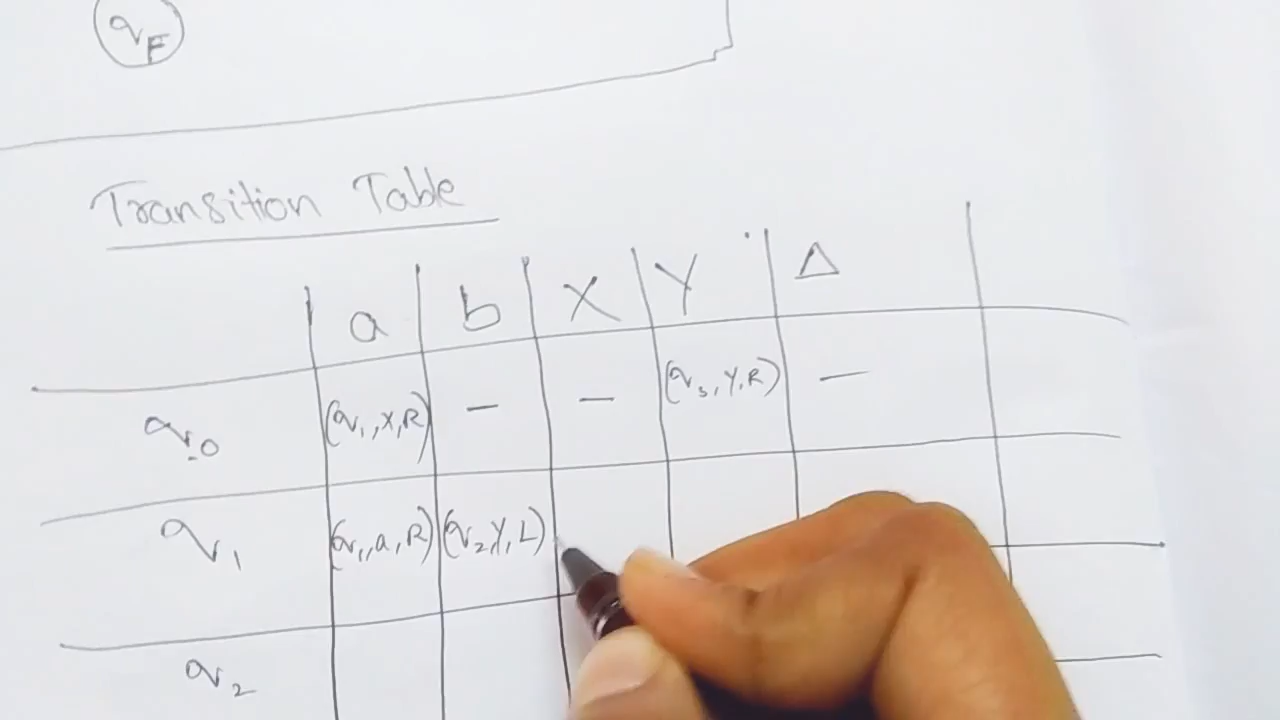 qF
Transition Table
a b X Y Δ
q0 (q1, X, R) – – (q3, Y, R) –
q1 (q1, a, R) (q2, Y, L)
q2